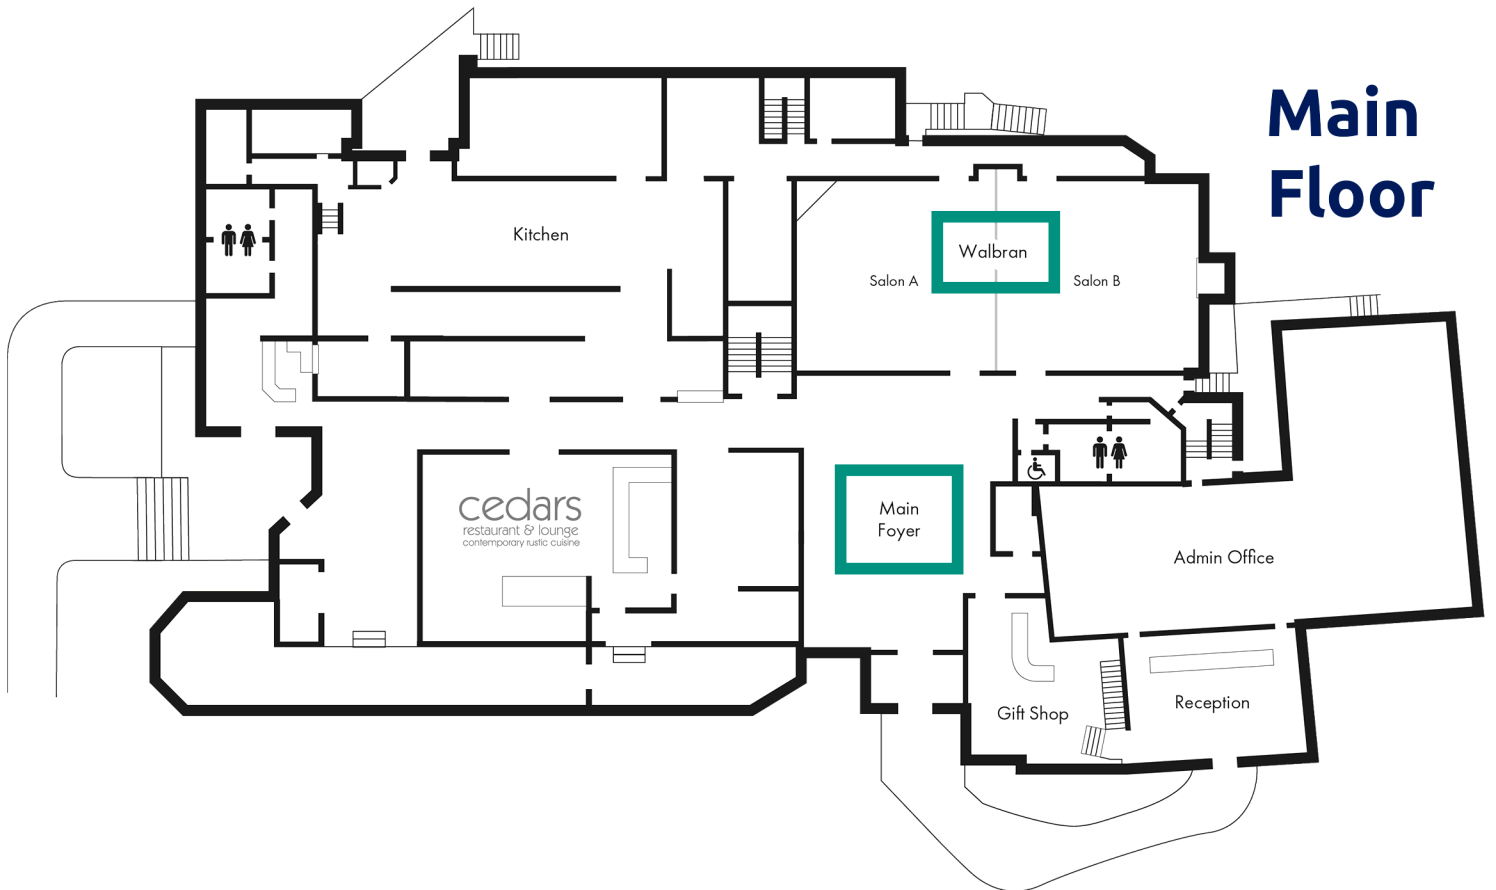 Main
Floor
Kitchen
Walbran
Salon A
Salon B
cedars
restaurant & lounge
contemporary rustic cuisine
Main
Foyer
Admin Office
Gift Shop
Reception